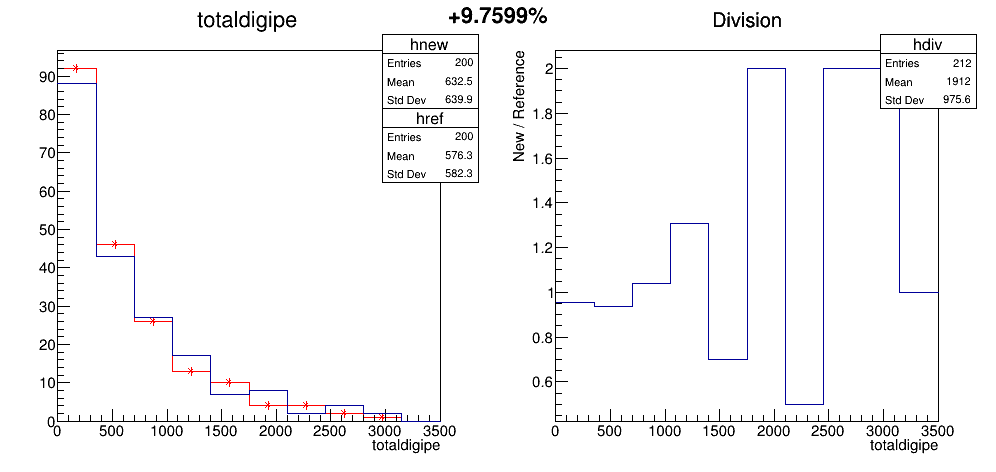 +9.7599%
totaldigipe
hnew
Entries 200
Mean 632.5
Std Dev 639.9
href
Entries 200
Mean 576.3
Std Dev 582.3
90
80
70
60
50
40
30
20
10
0
0 500 1000 1500 2000 2500 3000 3500
totaldigipe
Division
hdiv
Entries 212
Mean 1912
Std Dev 975.6
New / Reference
2
1.8
1.6
1.4
1.2
1
0.8
0.6
0 500 1000 1500 2000 2500 3000 3500
totaldigipe